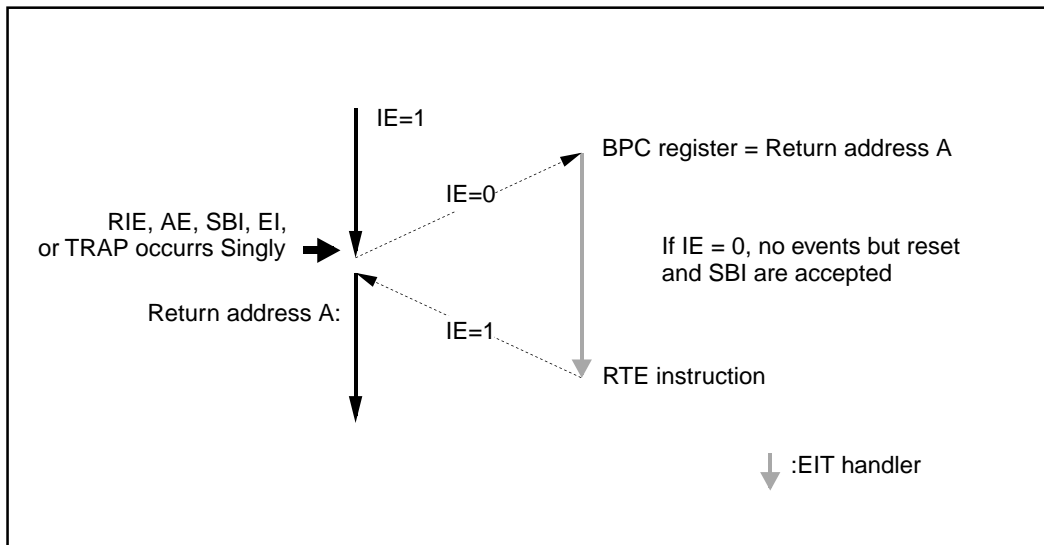 IE=1
BPC register = Return address A
IE=0
RIE, AE, SBI, EI,
or TRAP occurrs Singly
If IE = 0, no events but reset
and SBI are accepted
Return address A:
IE=1
RTE instruction
:EIT handler